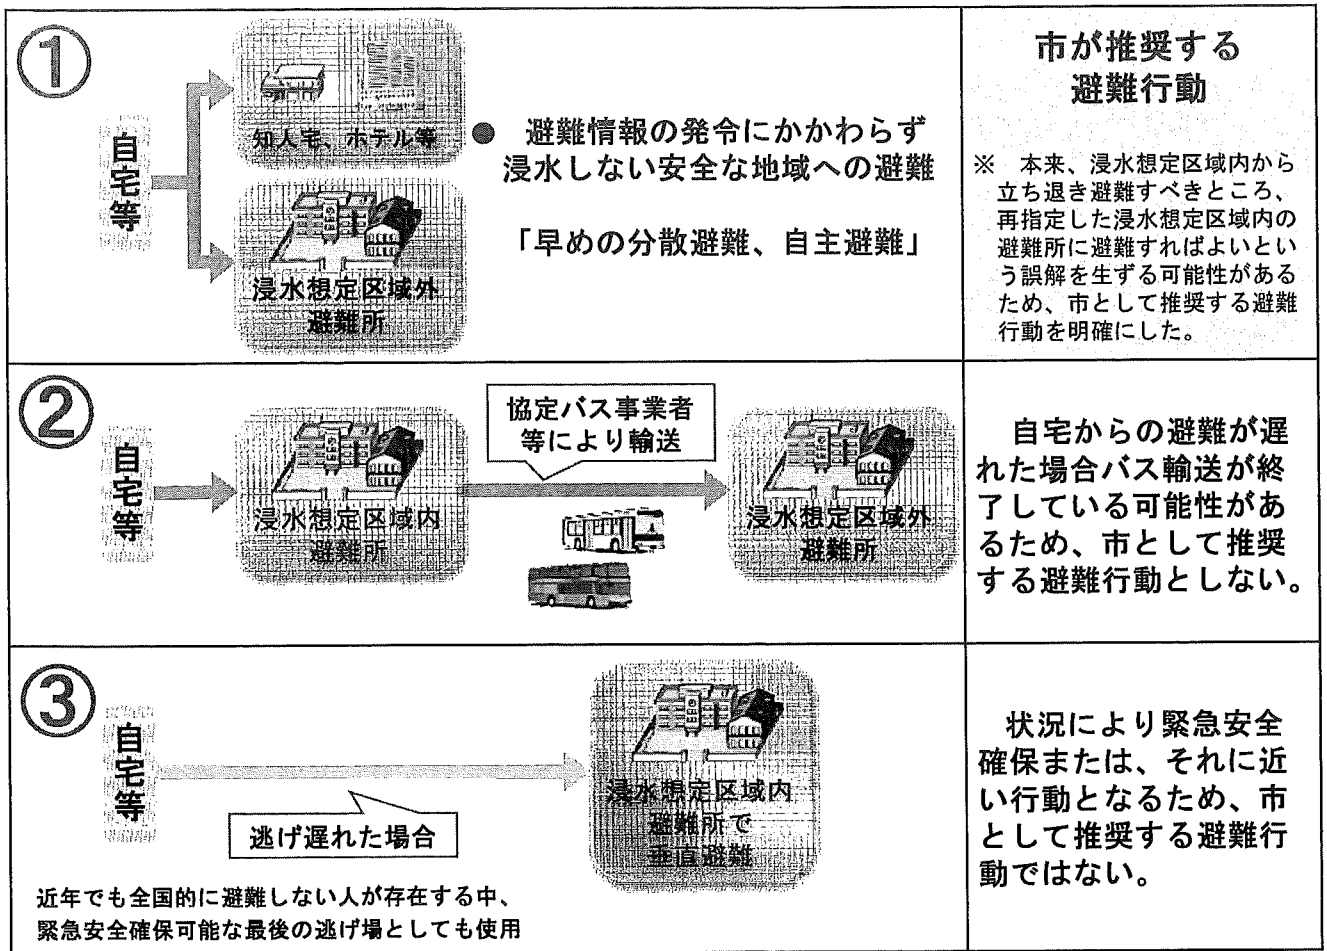 ①
自宅等
知人宅、ホテル等
浸水想定区域外
避難所
● 避難情報の発令にかかわらず
浸水しない安全な地域への避難
「早めの分散避難、自主避難」
市が推奨する
避難行動
※ 本来、浸水想定区域内から
立ち退き避難すべきところ、
再指定した浸水想定区域内の
避難所に避難すればよいとい
う誤解を生ずる可能性がある
ため、市として推奨する避難
行動を明確にした。
②
自宅等
浸水想定区域内
避難所
協定バス事業者
等により輸送
浸水想定区域外
避難所
自宅からの避難が遅
れた場合バス輸送が終
了している可能性があ
るため、市として推奨
する避難行動としない。
③
自宅等
逃げ遅れた場合
浸水想定区域内
避難所で
垂直避難
近年でも全国的に避難しない人が存在する中、
緊急安全確保可能な最後の逃げ場としても使用
状況により緊急安全
確保または、それに近
い行動となるため、市
として推奨する避難行
動ではない。